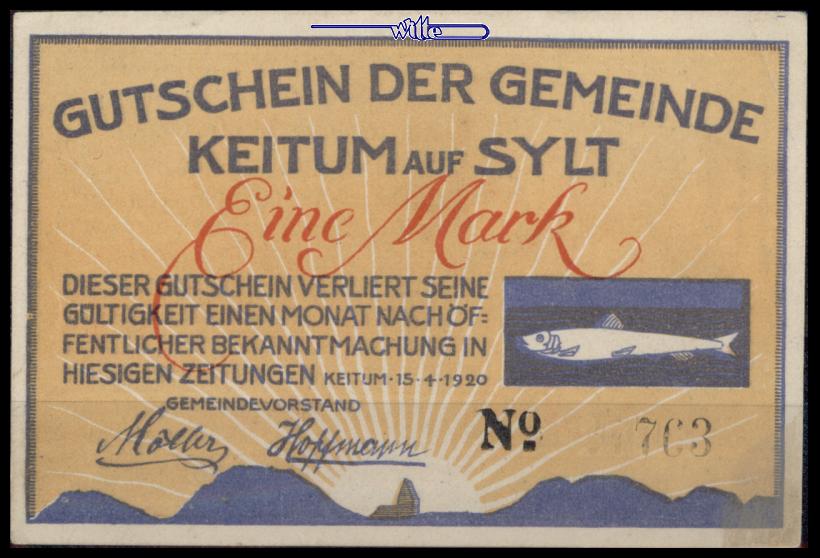 wille
GUTSCHEIN DER GEMEINDE
KEITUM AUF SYLT
Eine Mark
DIESER GUTSCHEIN VERLIERT SEINE
GÜLTIGKEIT EINEN MONAT NACH ÖF=
FENTLICHER BEKANNTMACHUNG IN
HIESIGEN ZEITUNGEN KEITUM·15·4·1920
GEMEINDEVORSTAND
Möller Hoffmann
No 763